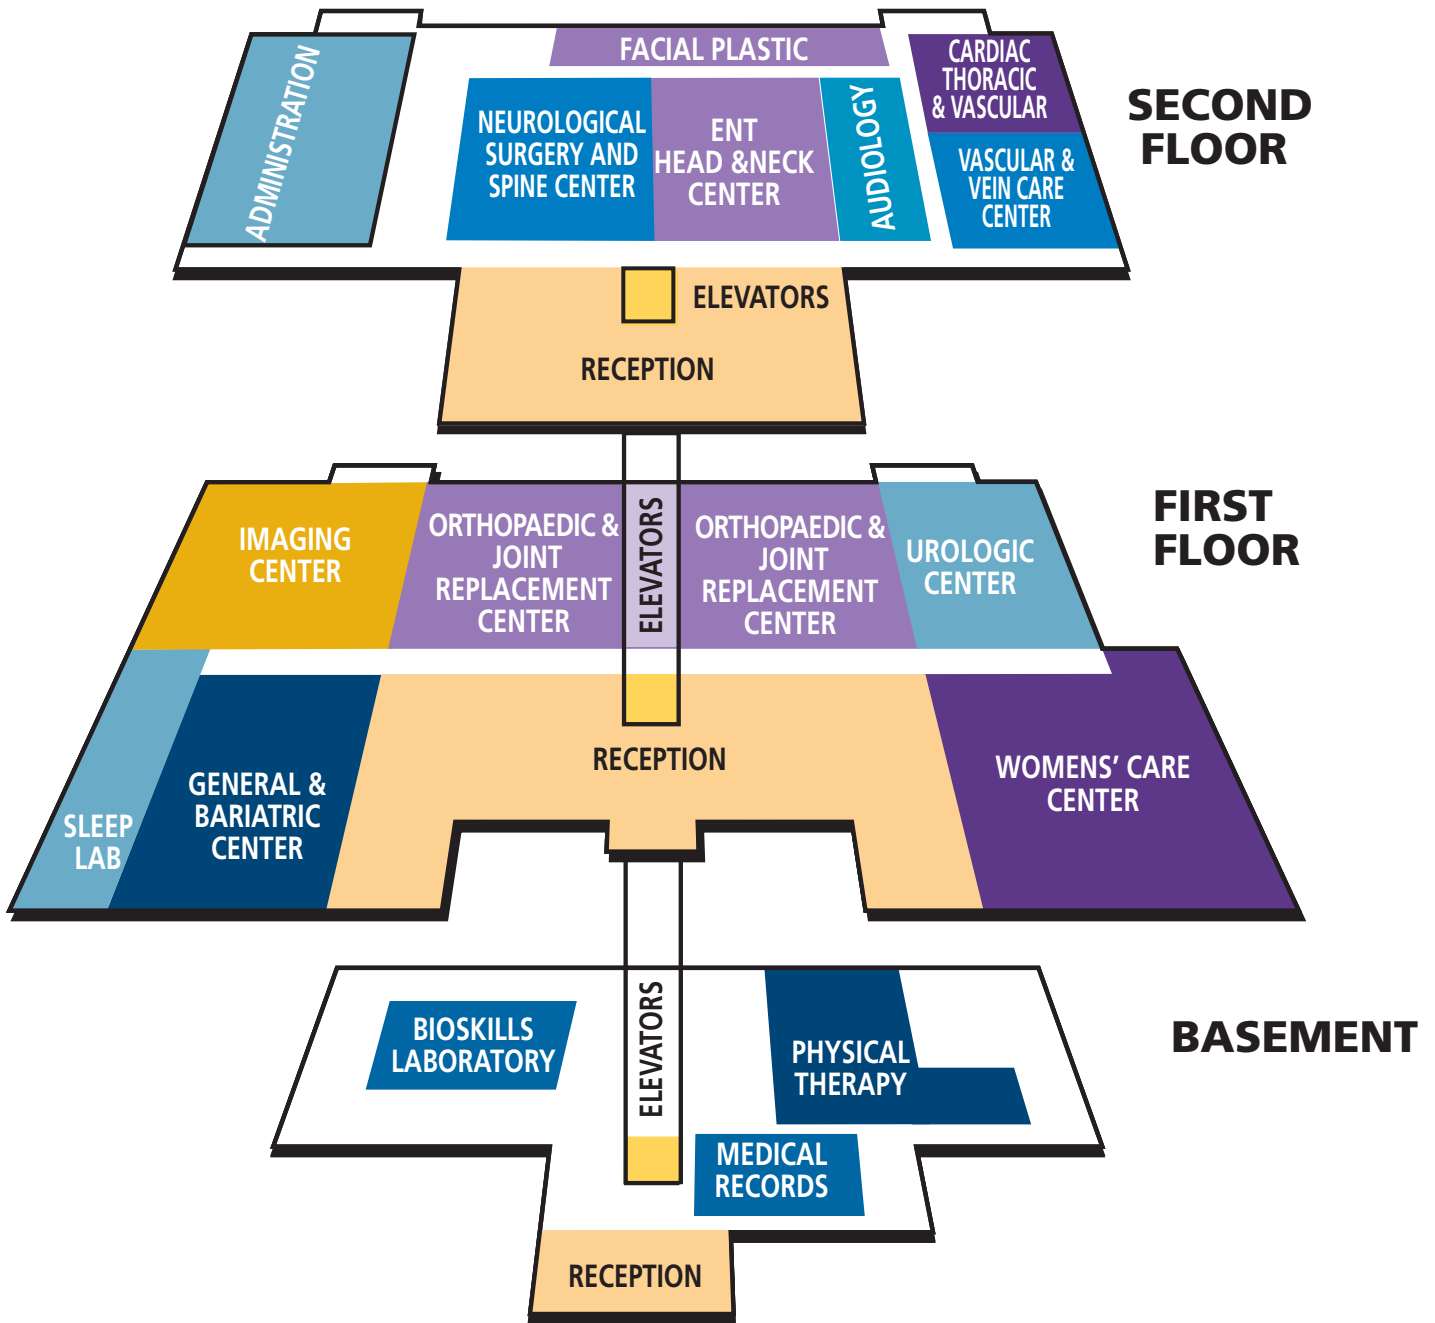 FACIAL PLASTIC
ADMINISTRATION
NEUROLOGICAL
SURGERY AND
SPINE CENTER
ENT
HEAD &NECK
CENTER
AUDIOLOGY
CARDIAC
THORACIC
& VASCULAR
VASCULAR &
VEIN CARE
CENTER
SECOND
FLOOR
ELEVATORS
RECEPTION
IMAGING
CENTER
ORTHOPAEDIC &
JOINT
REPLACEMENT
CENTER
ELEVATORS
ORTHOPAEDIC &
JOINT
REPLACEMENT
CENTER
UROLOGIC
CENTER
FIRST
FLOOR
SLEEP
LAB
GENERAL &
BARIATRIC
CENTER
RECEPTION
WOMENS' CARE
CENTER
BIOSKILLS
LABORATORY
ELEVATORS
PHYSICAL
THERAPY
BASEMENT
MEDICAL
RECORDS
RECEPTION